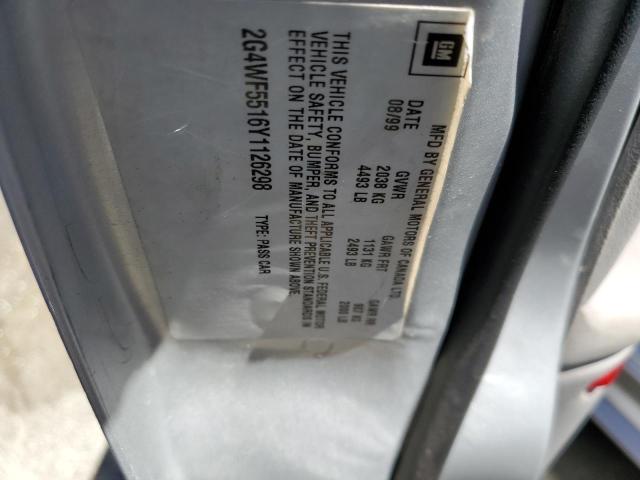 GM
MFD BY GENERAL MOTORS OF CANADA LTD.
DATE GVWR GAWR FRT GAWR RR
08/99 2038 KG 1131 KG 907 KG
4493 LB 2493 LB 2000 LB
THIS VEHICLE CONFORMS TO ALL APPLICABLE U.S. FEDERAL MOTOR
VEHICLE SAFETY, BUMPER, AND THEFT PREVENTION STANDARDS IN
EFFECT ON THE DATE OF MANUFACTURE SHOWN ABOVE.
2G4WF5516Y1126298 TYPE: PASS CAR